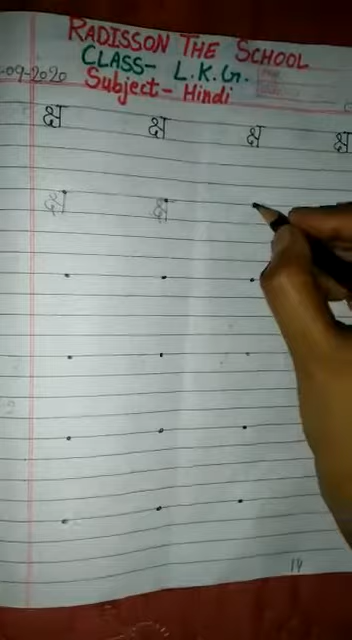 RADISSON THE SCHOOL
CLASS- L.K.G.
-09-2020
Subject:- Hindi
क्ष क्ष क्ष क्ष
क्ष क्ष
14